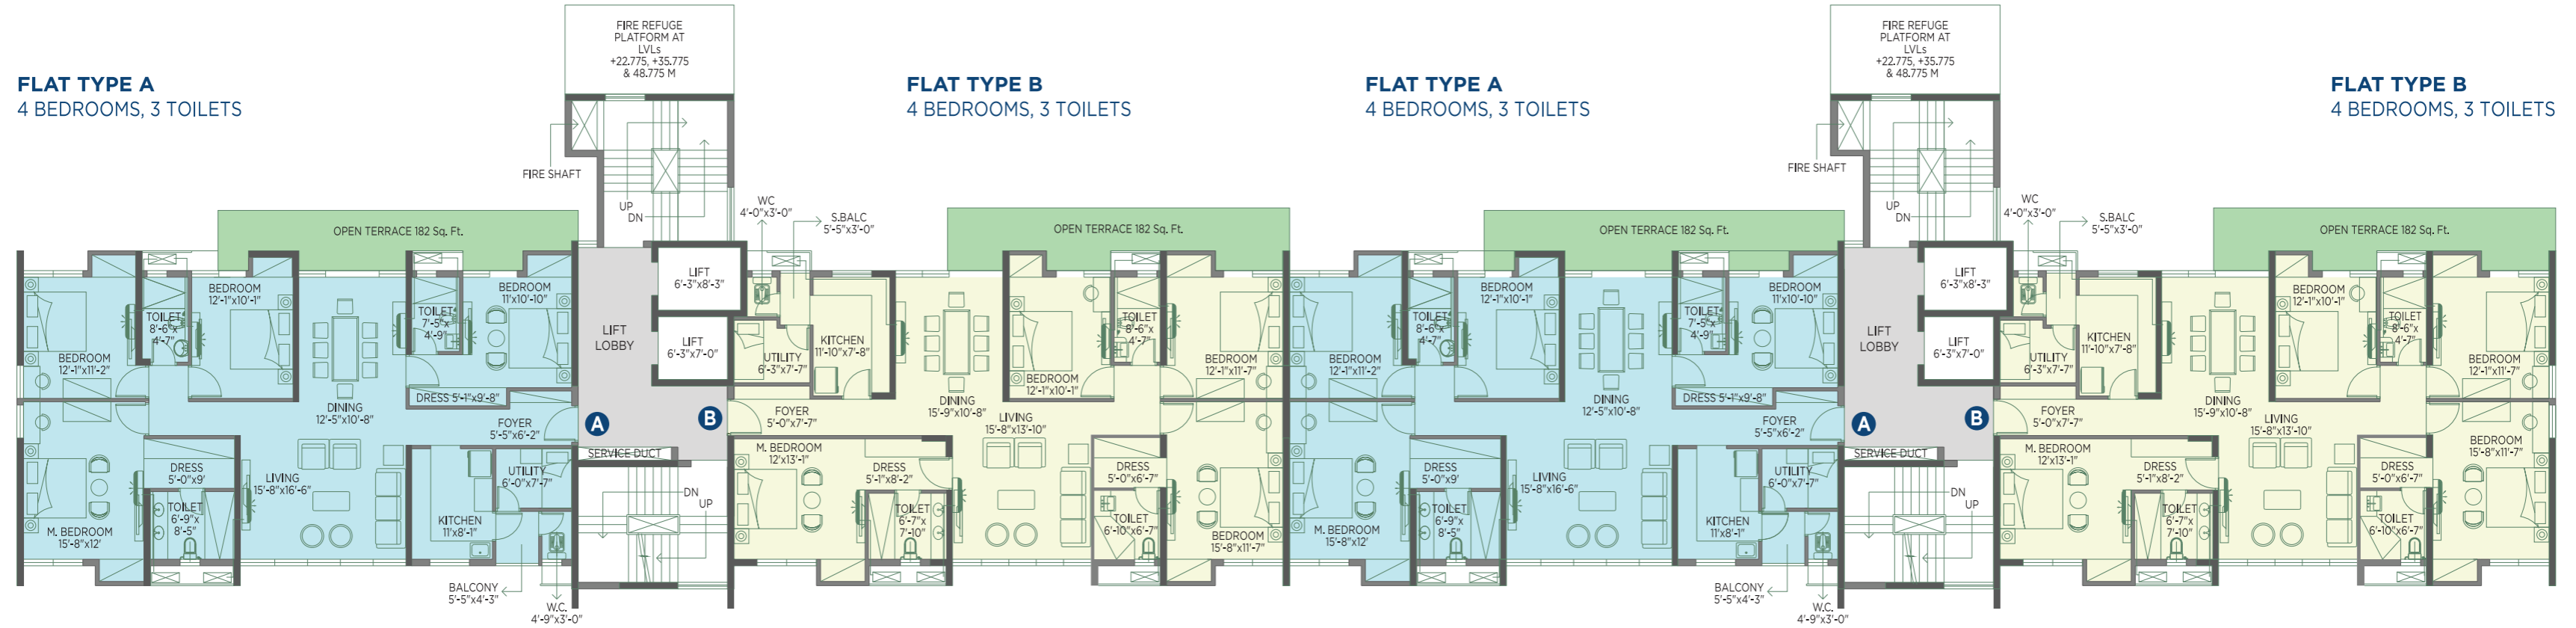 FIRE REFUGE
PLATFORM AT
LVLs
+22.775, +35.775
& 48.775 M
FLAT TYPE A
4 BEDROOMS, 3 TOILETS
FIRE SHAFT
UP
DN
OPEN TERRACE 182 Sq. Ft.
BEDROOM
12'-1"x10'-1"
TOILET
8'-6"x
4'-7"
BEDROOM
12'-1"x11'-2"
DINING
12'-5"x10'-8"
TOILET
7'-5"x
4'-9"
BEDROOM
11'x10'-10"
DRESS 5'-1"x9'-8"
FOYER
5'-5"x6'-2"
LIFT
LOBBY
LIFT
6'-3"x8'-3"
LIFT
6'-3"x7'-0"
A
B
SERVICE DUCT
DN
UP
DRESS
5'-0"x9'
TOILET
6'-9"x
8'-5"
M. BEDROOM
15'-8"x12'
LIVING
15'-8"x16'-6"
KITCHEN
11'x8'-1"
UTILITY
6'-0"x7'-7"
BALCONY
5'-5"x4'-3"
W.C.
4'-9"x3'-0"
FLAT TYPE B
4 BEDROOMS, 3 TOILETS
WC
4'-0"x3'-0"
S.BALC
5'-5"x3'-0"
OPEN TERRACE 182 Sq. Ft.
UTILITY
6'-3"x7'-7"
KITCHEN
11'-10"x7'-8"
DINING
15'-9"x10'-8"
BEDROOM
12'-1"x10'-1"
TOILET
8'-6"x
4'-7"
BEDROOM
12'-1"x11'-7"
FOYER
5'-0"x7'-7"
LIVING
15'-8"x13'-10"
M. BEDROOM
12'x13'-1"
DRESS
5'-1"x8'-2"
TOILET
6'-7"x
7'-10"
DRESS
5'-0"x6'-7"
TOILET
6'-10"x6'-7"
BEDROOM
15'-8"x11'-7"
FLAT TYPE A
4 BEDROOMS, 3 TOILETS
FIRE REFUGE
PLATFORM AT
LVLs
+22.775, +35.775
& 48.775 M
FIRE SHAFT
UP
DN
OPEN TERRACE 182 Sq. Ft.
BEDROOM
12'-1"x10'-1"
TOILET
8'-6"x
4'-7"
BEDROOM
12'-1"x11'-2"
DINING
12'-5"x10'-8"
TOILET
7'-5"x
4'-9"
BEDROOM
11'x10'-10"
DRESS 5'-1"x9'-8"
FOYER
5'-5"x6'-2"
LIFT
LOBBY
LIFT
6'-3"x8'-3"
LIFT
6'-3"x7'-0"
A
B
SERVICE DUCT
DN
UP
DRESS
5'-0"x9'
TOILET
6'-9"x
8'-5"
M. BEDROOM
15'-8"x12'
LIVING
15'-8"x16'-6"
KITCHEN
11'x8'-1"
UTILITY
6'-0"x7'-7"
BALCONY
5'-5"x4'-3"
W.C.
4'-9"x3'-0"
FLAT TYPE B
4 BEDROOMS, 3 TOILETS
WC
4'-0"x3'-0"
S.BALC
5'-5"x3'-0"
OPEN TERRACE 182 Sq. Ft.
UTILITY
6'-3"x7'-7"
KITCHEN
11'-10"x7'-8"
DINING
15'-9"x10'-8"
BEDROOM
12'-1"x10'-1"
TOILET
8'-6"x
4'-7"
BEDROOM
12'-1"x11'-7"
FOYER
5'-0"x7'-7"
LIVING
15'-8"x13'-10"
M. BEDROOM
12'x13'-1"
DRESS
5'-1"x8'-2"
TOILET
6'-7"x
7'-10"
DRESS
5'-0"x6'-7"
TOILET
6'-10"x6'-7"
BEDROOM
15'-8"x11'-7"